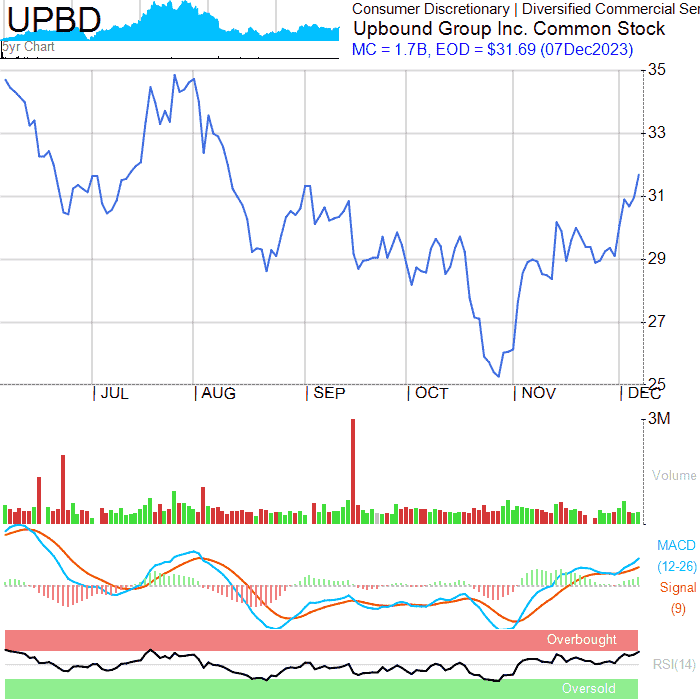 UPBD
5yr Chart
Consumer Discretionary | Diversified Commercial Ser
Upbound Group Inc. Common Stock
MC = 1.7B, EOD = $31.69 (07Dec2023)
35
33
31
29
27
25
JUL AUG SEP OCT NOV DEC
3M
Volume
MACD
(12-26)
Signal
(9)
Overbought
RSI(14)
Oversold